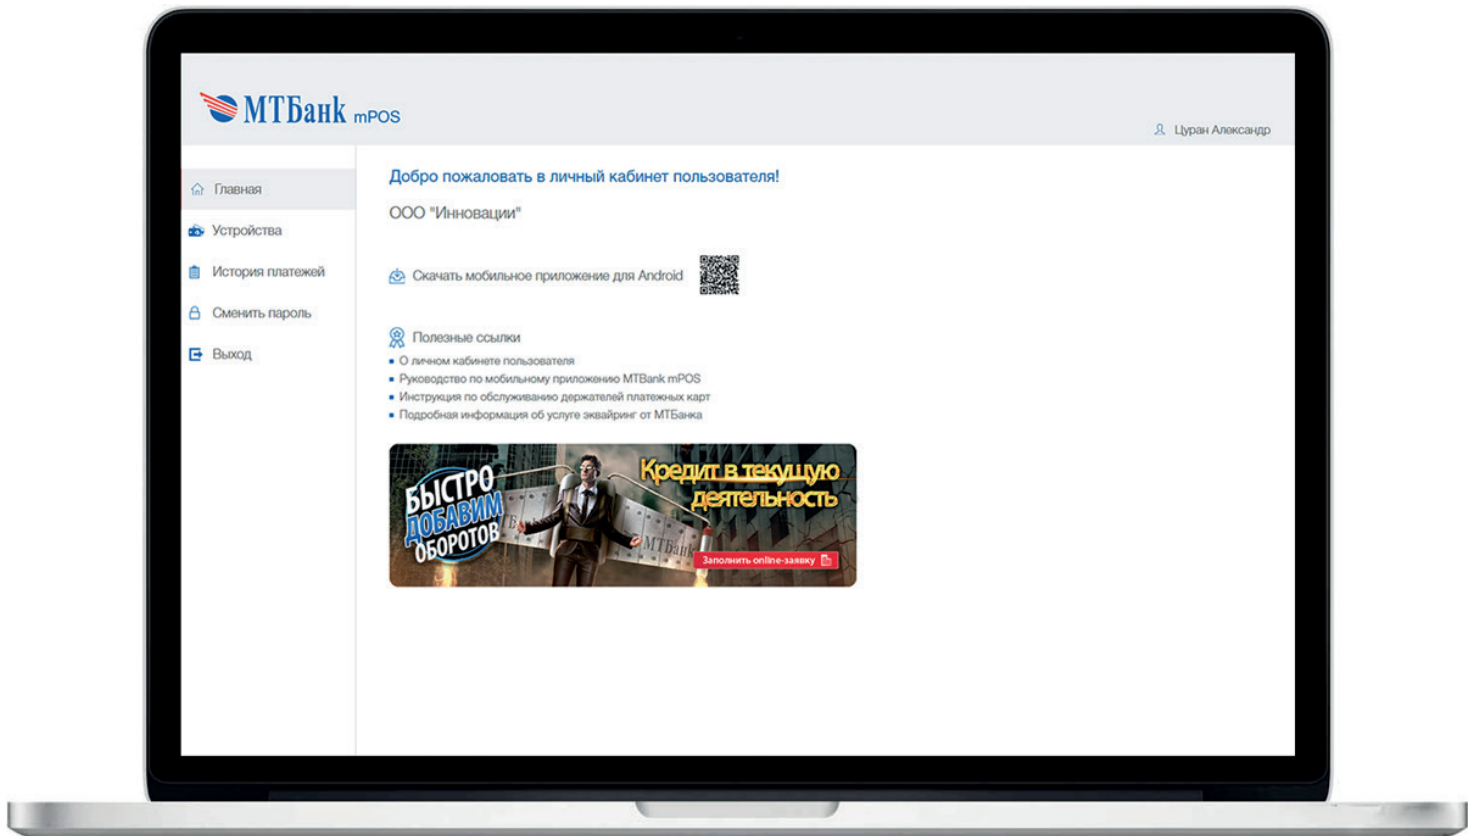 МТБанк mPOS
Цуран Александр
Главная
Устройства
История платежей
Сменить пароль
Выход
Добро пожаловать в личный кабинет пользователя!
ООО "Инновации"
Скачать мобильное приложение для Android
Полезные ссылки
О личном кабинете пользователя
Руководство по мобильному приложению MTBank mPOS
Инструкция по обслуживанию держателей платежных карт
Подробная информация об услуге эквайринг от МТБанка
БЫСТРО
ДОБАВИМ
ОБОРОТОВ
МТБанк
Кредит в текущую
деятельность
Заполнить online-заявку